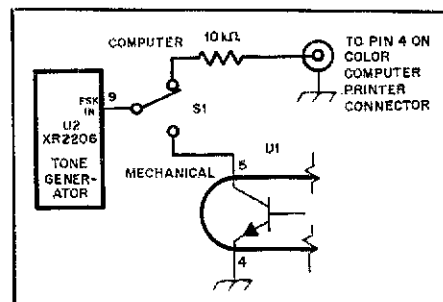 COMPUTER
10 kΩ
TO PIN 4 ON
COLOR
COMPUTER
PRINTER
CONNECTOR
FSK
IN
9
U2
XR2206
TONE
GENER-
ATOR
S1
MECHANICAL
U1
5
4